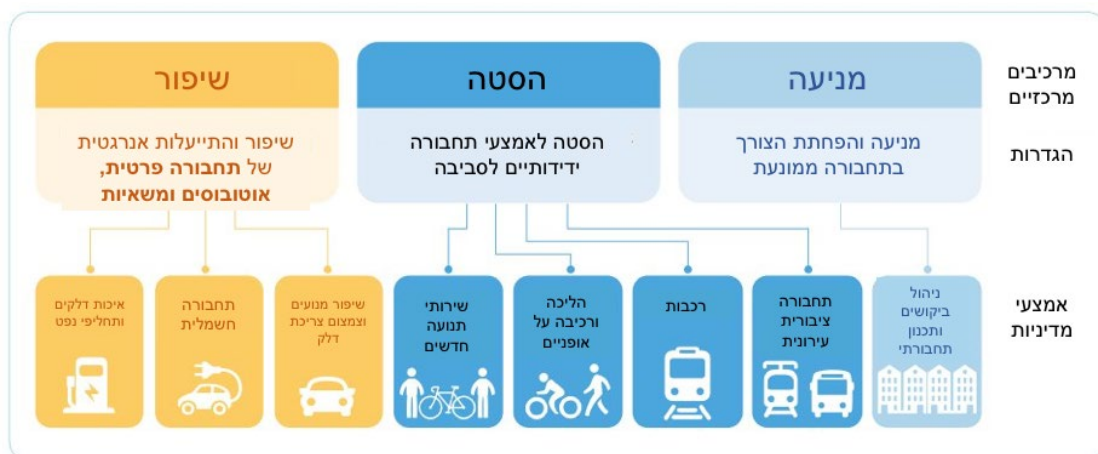 מרכיבים
מרכזיים
מניעה
הסטה
שיפור
הגדרות
מניעה והפחתת הצורך
בתחבורה ממונעת
הסטה לאמצעי תחבורה
ידידותיים לסביבה
שיפור והתייעלות אנרגטית
של תחבורה פרטית,
אוטובוסים ומשאיות
אמצעי
מדיניות
ניהול
ביקושים
ותכנון
תחבורתי
תחבורה
ציבורית
עירונית
רכבות
הליכה
ורכיבה על
אופניים
שירותי
תנועה
חדשים
שיפור מנועים
וצמצום צריכת
דלק
תחבורה
חשמלית
איכות דלקים
ותחליפי נפט